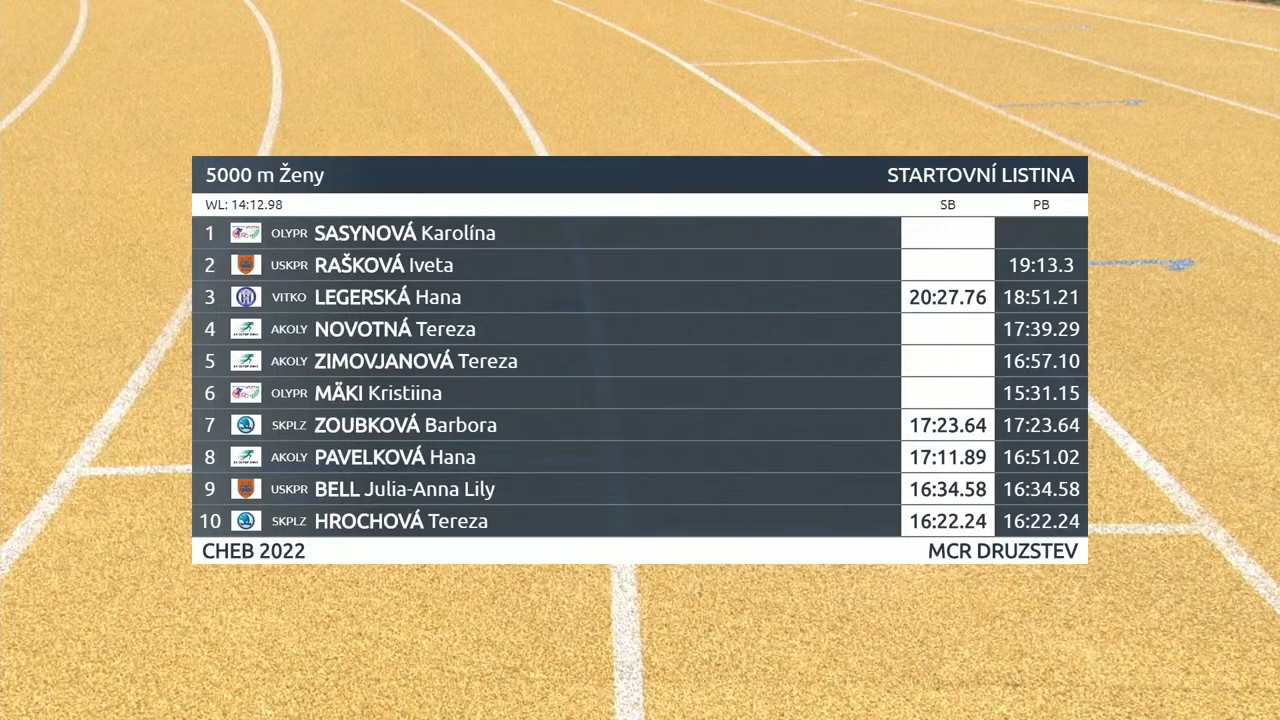 5000 m Ženy STARTOVNÍ LISTINA
WL: 14:12.98 SB PB
1 OLYPR SASYNOVÁ Karolína
2 USKPR RAŠKOVÁ Iveta 19:13.3
3 VITKO LEGERSKÁ Hana 20:27.76 18:51.21
4 AKOLY NOVOTNÁ Tereza 17:39.29
5 AKOLY ZIMOVJANOVÁ Tereza 16:57.10
6 OLYPR MÄKI Kristiina 15:31.15
7 SKPLZ ZOUBKOVÁ Barbora 17:23.64 17:23.64
8 AKOLY PAVELKOVÁ Hana 17:11.89 16:51.02
9 USKPR BELL Julia-Anna Lily 16:34.58 16:34.58
10 SKPLZ HROCHOVÁ Tereza 16:22.24 16:22.24
CHEB 2022 MCR DRUZSTEV